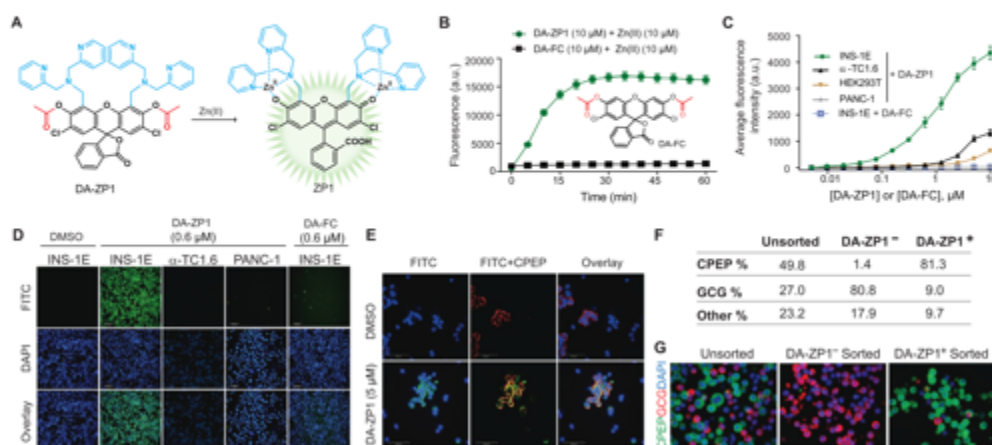 A
Zn(II)
COOH
DA-ZP1
ZP1
B
DA-ZP1 (10 μM) + Zn(II) (10 μM)
DA-FC (10 μM) + Zn(II) (10 μM)
Fluorescence (a.u.)
20000
15000
10000
5000
0
DA-FC
0 15 30 45 60
Time (min)
C
Average fluorescence
intensity (a.u.)
5000
4000
3000
2000
1000
0
INS-1E
α-TC1.6
HEK293T
PANC-1
+ DA-ZP1
INS-1E + DA-FC
0.01 0.1 1
[DA-ZP1] or [DA-FC], μM
D
DMSO
DA-ZP1
(0.6 μM)
DA-FC
(0.6 μM)
INS-1E INS-1E α-TC1.6 PANC-1 INS-1E
FITC
DAPI
Overlay
E
FITC FITC+CPEP Overlay
DMSO
DA-ZP1 (5 μM)
F
Unsorted DA-ZP1⁻ DA-ZP1⁺
CPEP % 49.8 1.4 81.3
GCG % 27.0 80.8 9.0
Other % 23.2 17.9 9.7
G
Unsorted DA-ZP1⁻ Sorted DA-ZP1⁺ Sorted
CPEPGCGDAPI